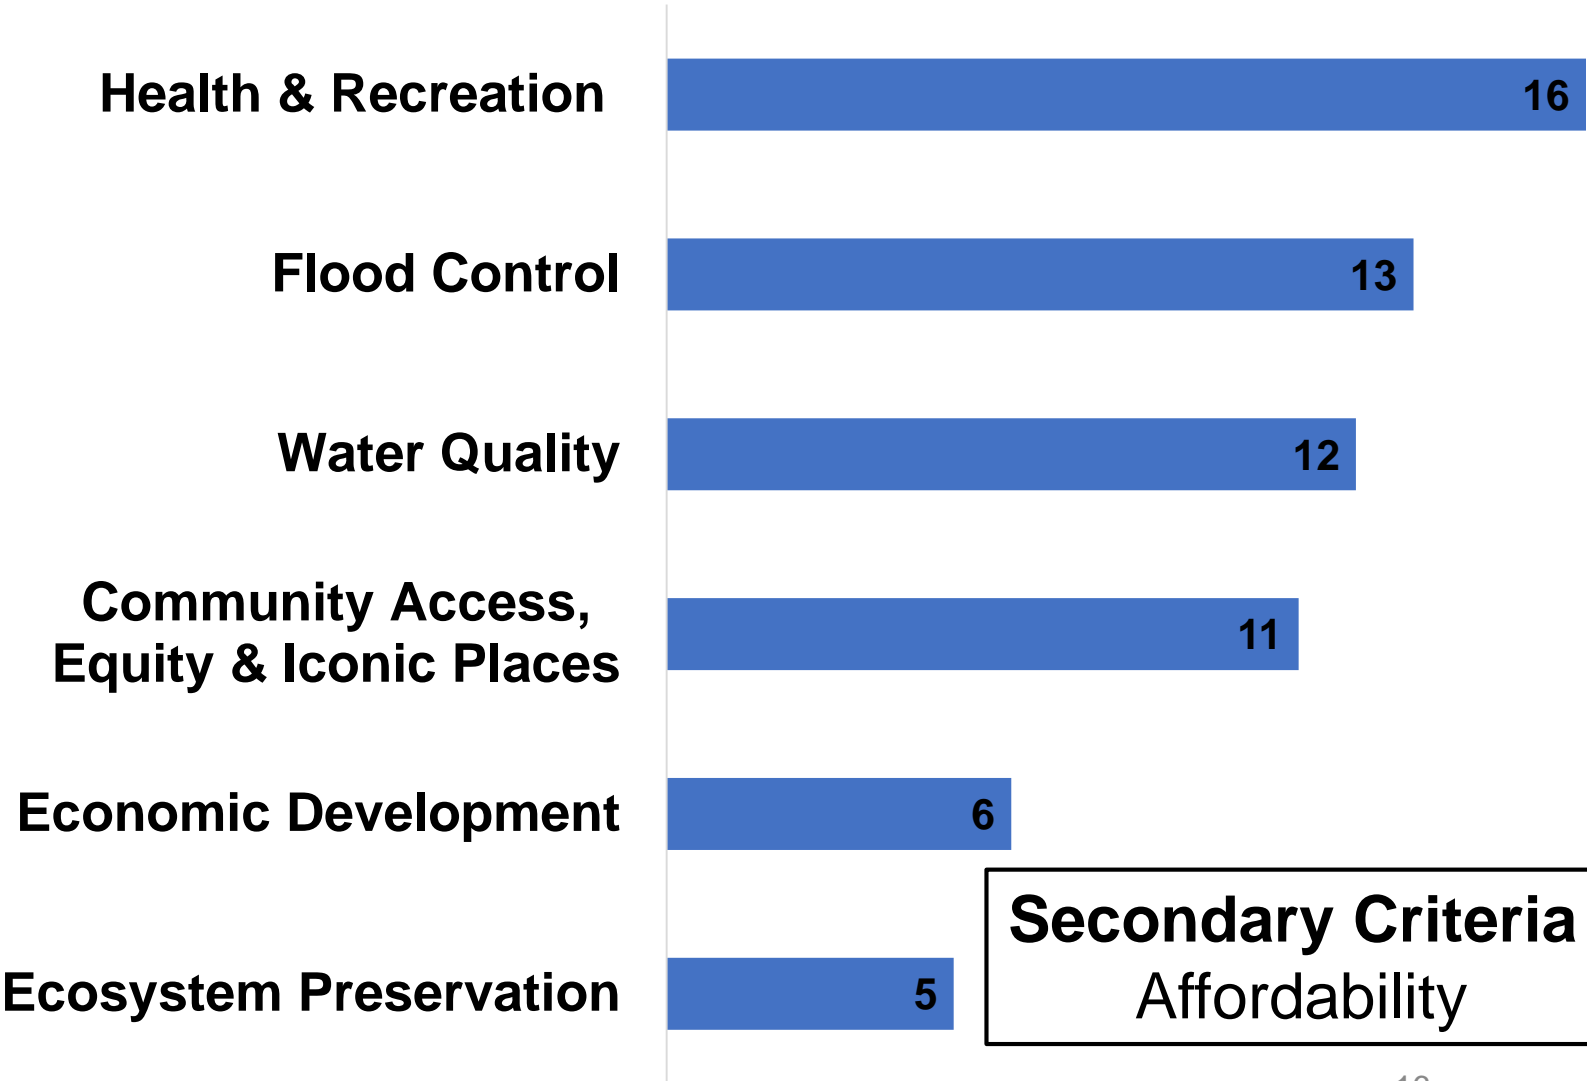 Health & Recreation
16
Flood Control
13
Water Quality
12
Community Access,
Equity & Iconic Places
11
Economic Development
6
Ecosystem Preservation
5
Secondary Criteria
Affordability